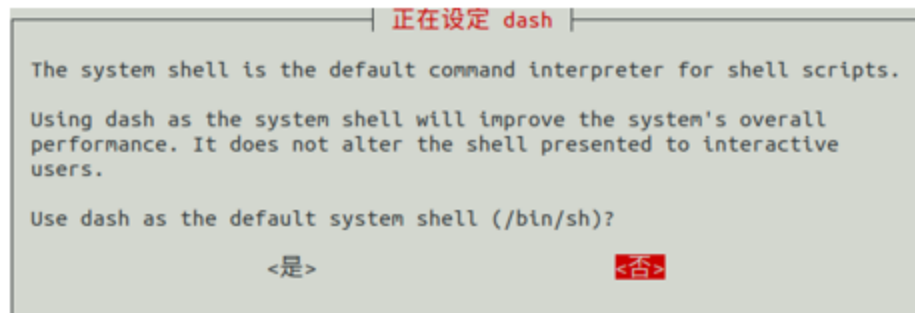 正在设定 dash
The system shell is the default command interpreter for shell scripts.
Using dash as the system shell will improve the system's overall
performance. It does not alter the shell presented to interactive
users.
Use dash as the default system shell (/bin/sh)?
<是> <否>